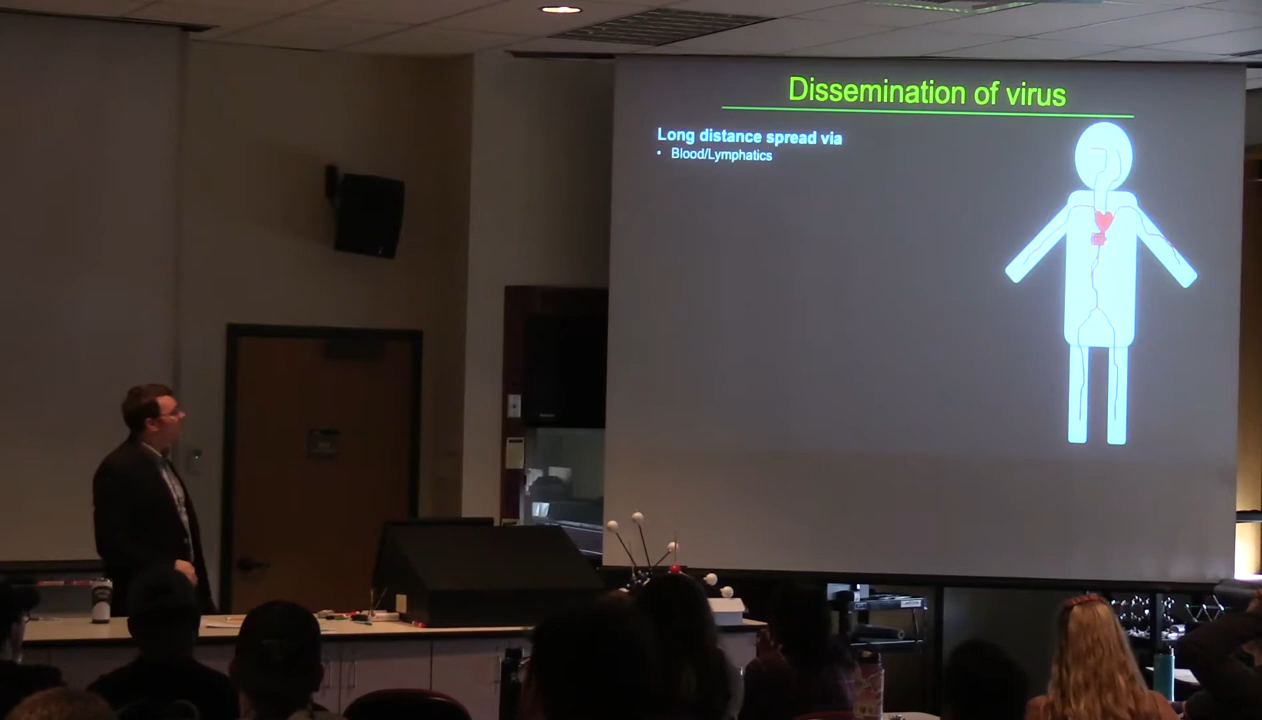 Dissemination of virus
Long distance spread via
• Blood/Lymphatics